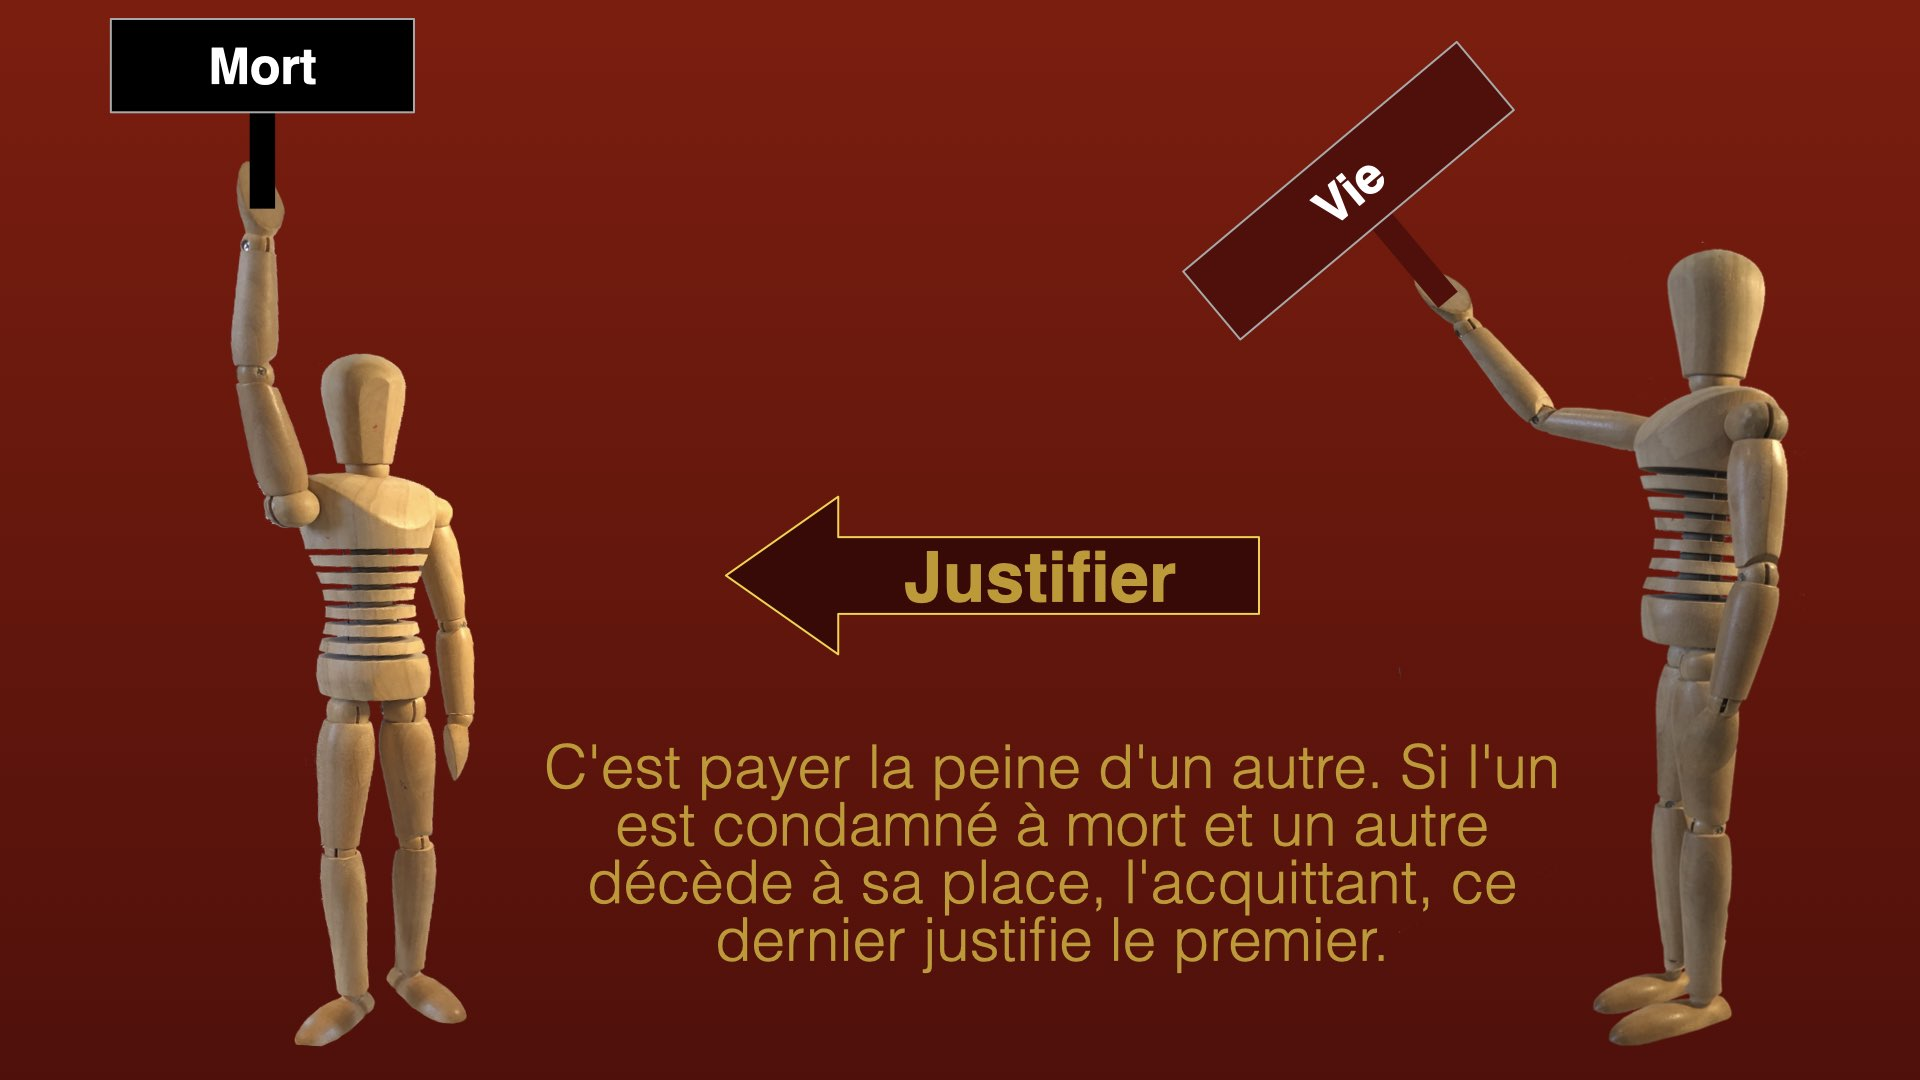 Mort
Vie
Justifier
C'est payer la peine d'un autre. Si l'un
est condamné à mort et un autre
décède à sa place, l'acquittant, ce
dernier justifie le premier.